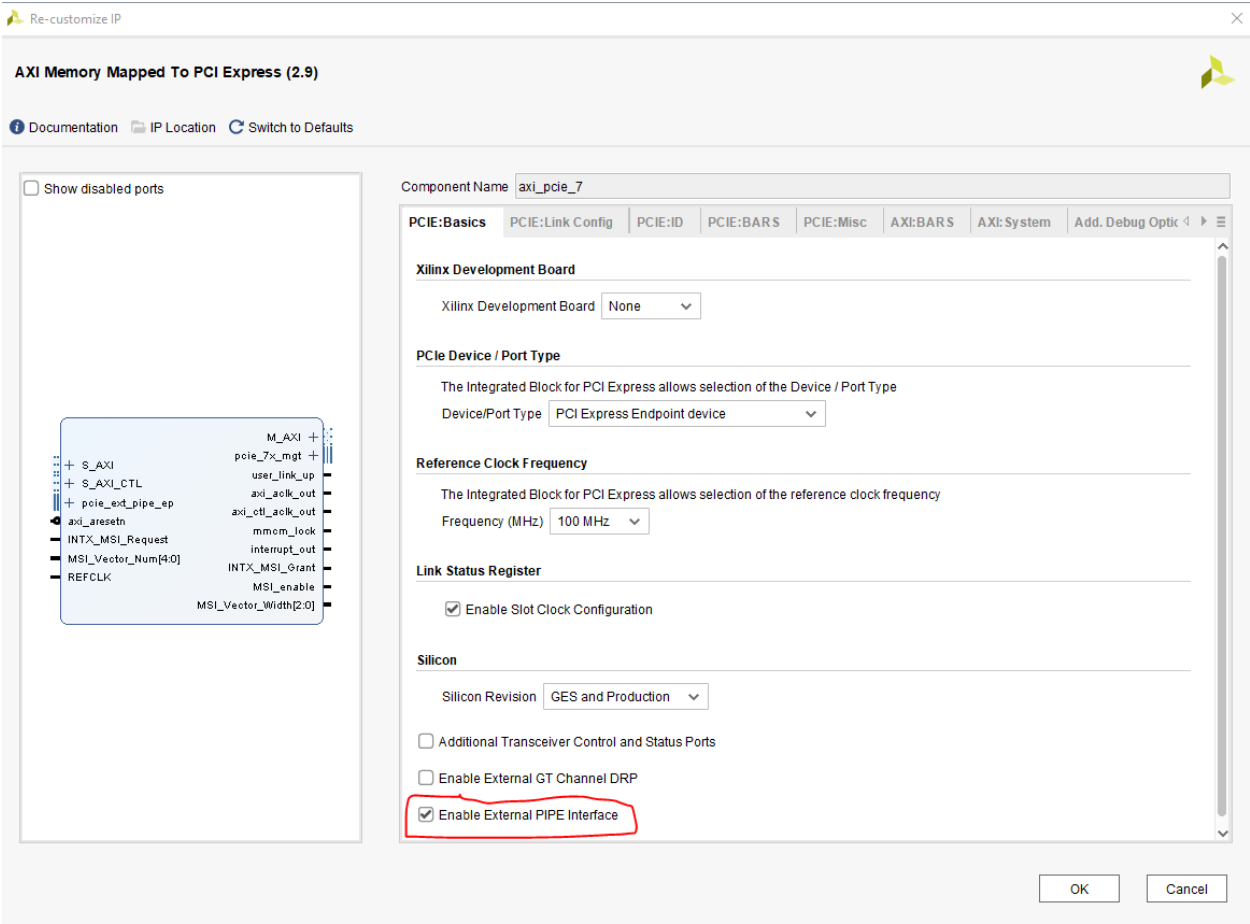 Re-customize IP
AXI Memory Mapped To PCI Express (2.9)
Documentation IP Location Switch to Defaults
Show disabled ports
S_AXI
S_AXI_CTL
pcie_ext_pipe_ep
axi_aresetn
INTX_MSI_Request
MSI_Vector_Num[4:0]
REFCLK
M_AXI
pcie_7x_mgt
user_link_up
axi_aclk_out
axi_ctl_aclk_out
mmcm_lock
interrupt_out
INTX_MSI_Grant
MSI_enable
MSI_Vector_Width[2:0]
Component Name axi_pcie_7
PCIE:Basics PCIE:Link Config PCIE:ID PCIE:BARS PCIE:Misc AXI:BARS AXI:System Add. Debug Optic
Xilinx Development Board
Xilinx Development Board None
PCIe Device / Port Type
The Integrated Block for PCI Express allows selection of the Device / Port Type
Device/Port Type PCI Express Endpoint device
Reference Clock Frequency
The Integrated Block for PCI Express allows selection of the reference clock frequency
Frequency (MHz) 100 MHz
Link Status Register
Enable Slot Clock Configuration
Silicon
Silicon Revision GES and Production
Additional Transceiver Control and Status Ports
Enable External GT Channel DRP
Enable External PIPE Interface
OK Cancel